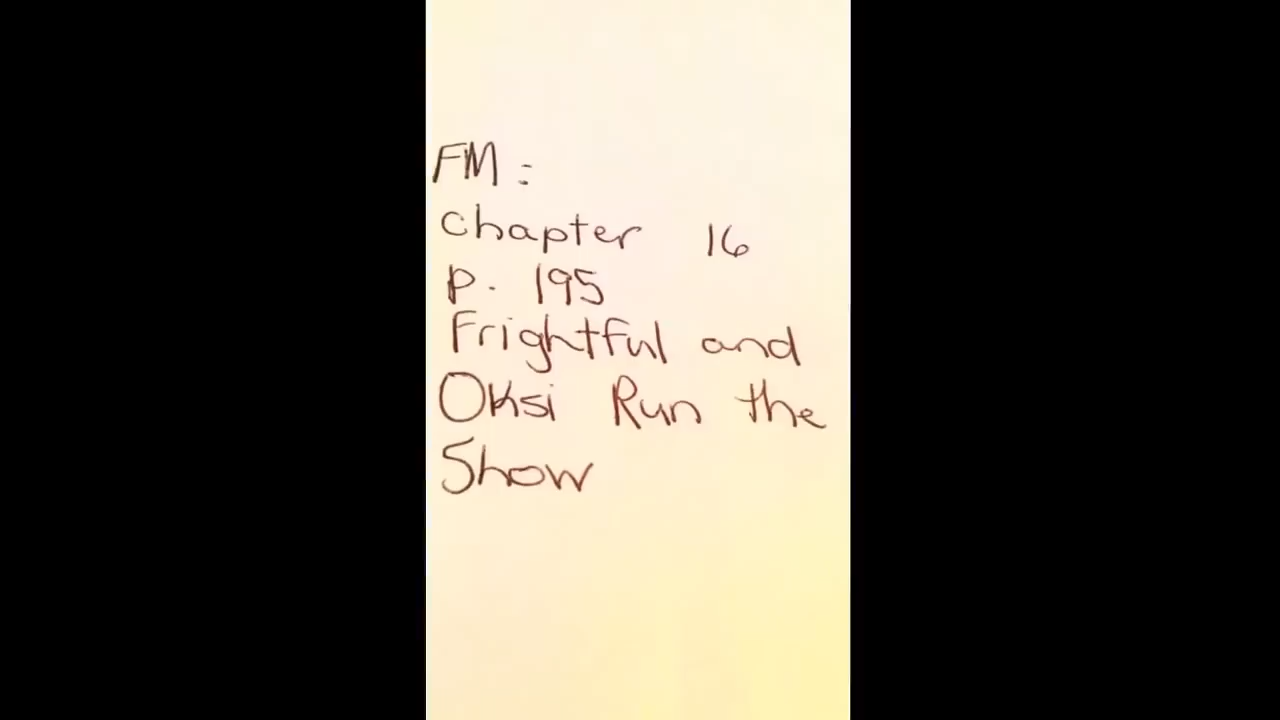 FM:
Chapter 16
p. 195
Frightful and
Oksi Run the
Show